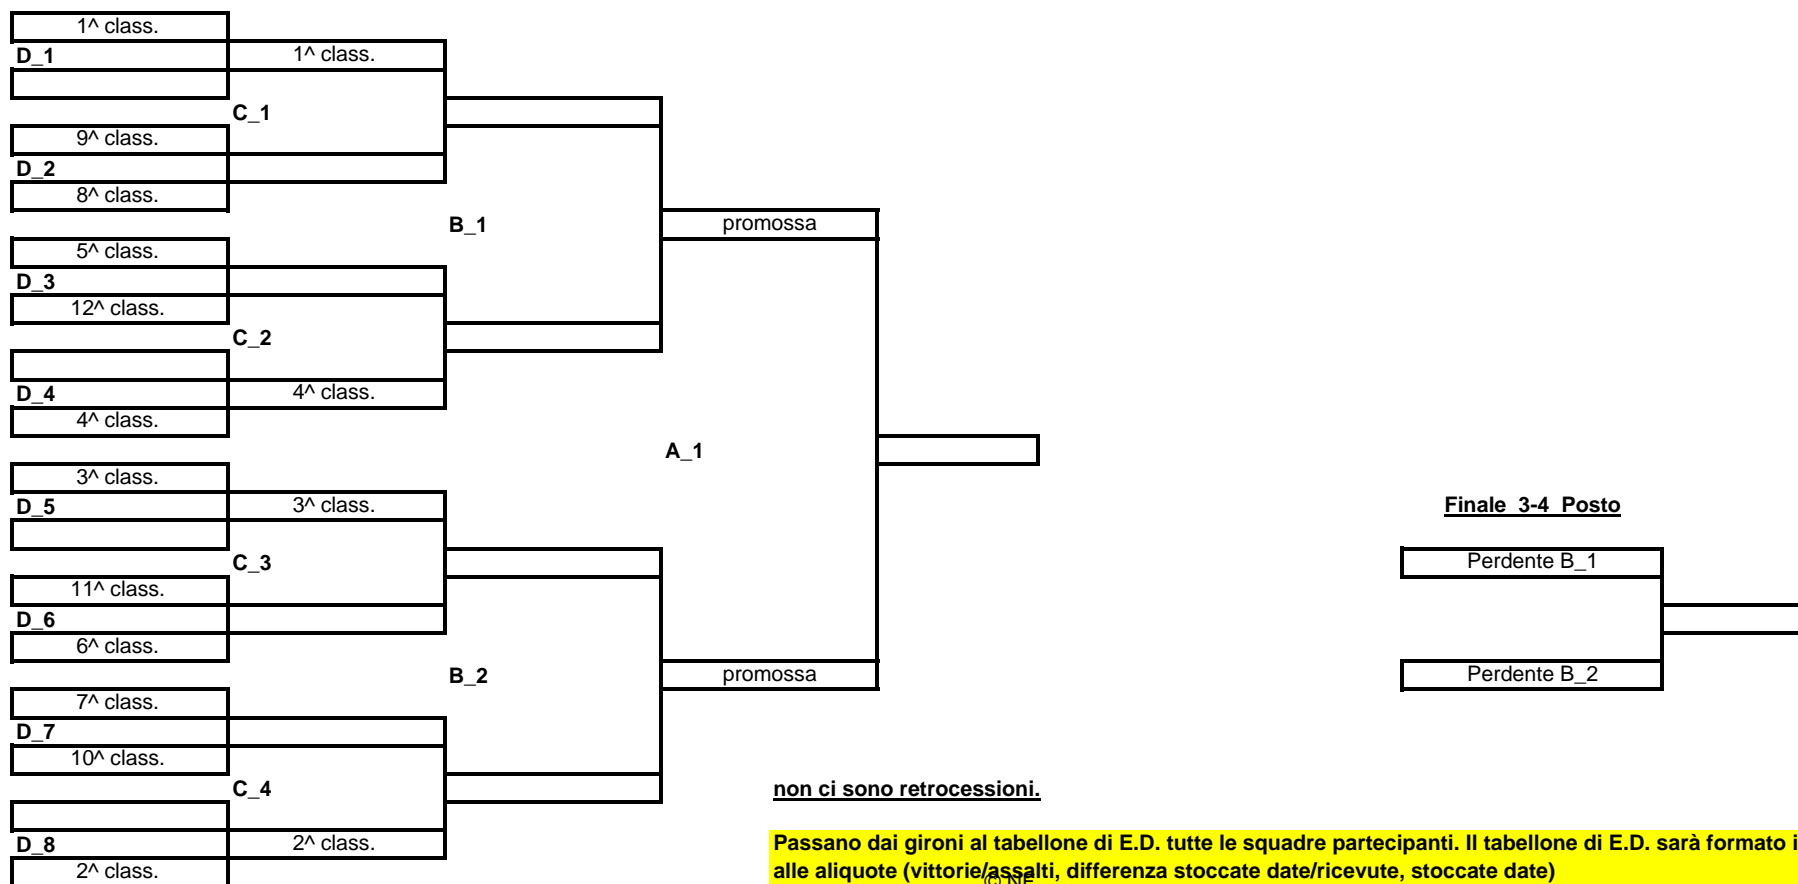 1^ class.
D_1
1^ class.
C_1
9^ class.
D_2
8^ class.
B_1
promossa
5^ class.
D_3
12^ class.
C_2
D_4
4^ class.
4^ class.
A_1
3^ class.
D_5
3^ class.
Finale 3-4 Posto
C_3
Perdente B_1
11^ class.
D_6
6^ class.
B_2
promossa
Perdente B_2
7^ class.
D_7
10^ class.
C_4
non ci sono retrocessioni.
D_8
2^ class.
2^ class.
Passano dai gironi al tabellone di E.D. tutte le squadre partecipanti. Il tabellone di E.D. sarà formato i
alle aliquote (vittorie/assalti, differenza stoccate date/ricevute, stoccate date)